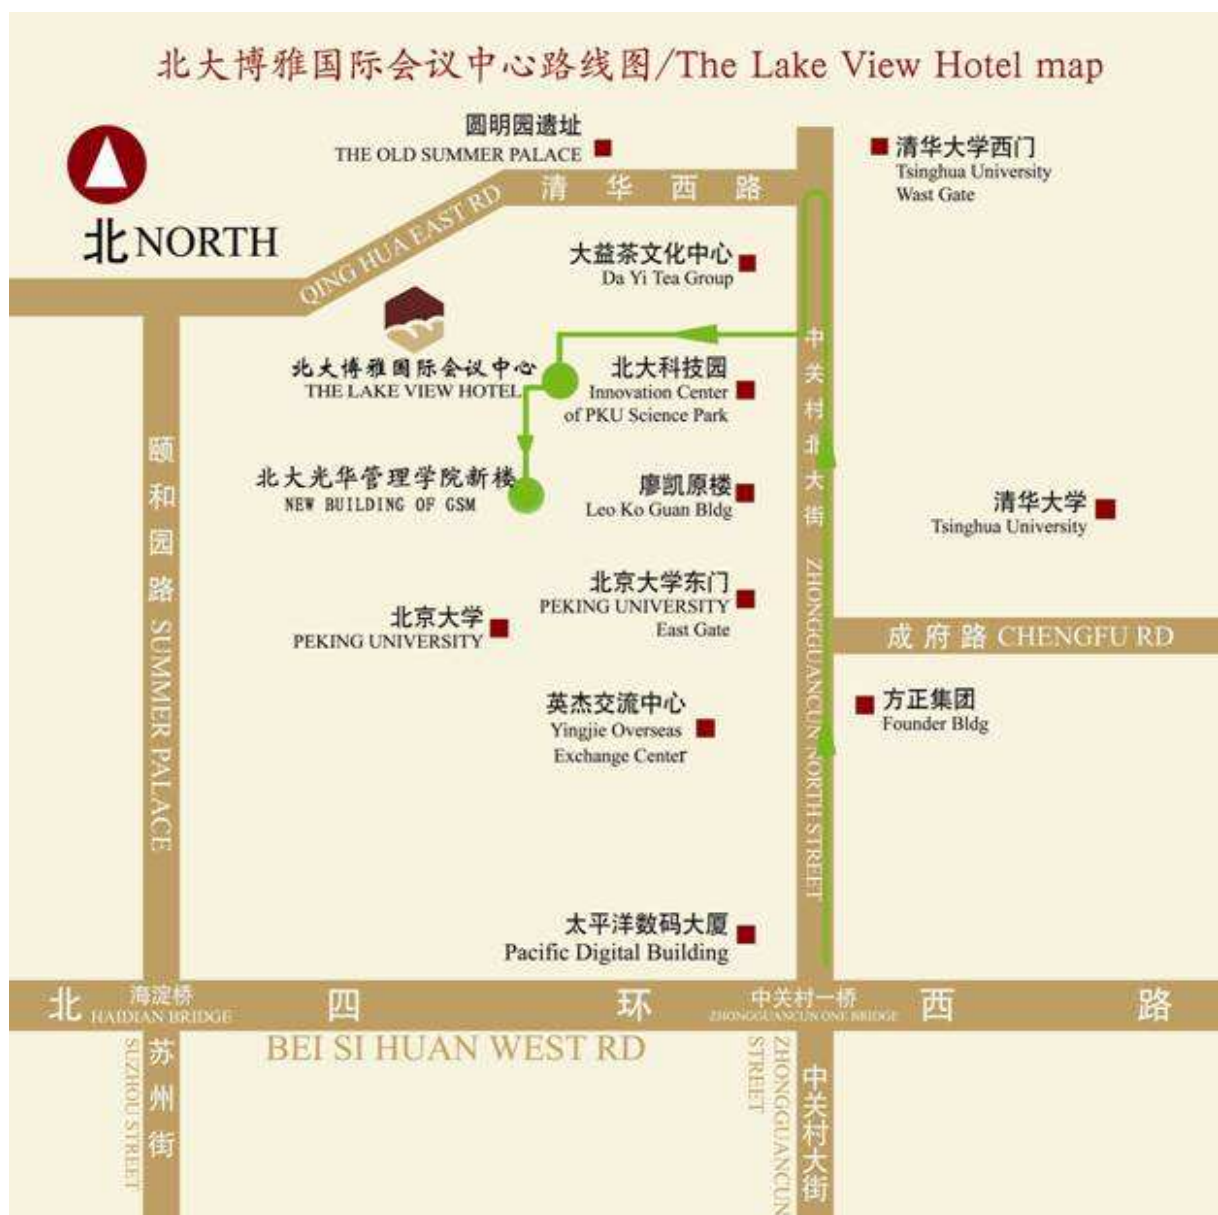 北大博雅国际会议中心路线图/The Lake View Hotel map
圆明园遗址
THE OLD SUMMER PALACE
清华大学西门
Tsinghua University
Wast Gate
清华西路
QING HUA EAST RD
北 NORTH
大益茶文化中心
Da Yi Tea Group
北大博雅国际会议中心
THE LAKE VIEW HOTEL
北大科技园
Innovation Center
of PKU Science Park
中关村北大街 ZHONGGUANCUN NORTH STREET
颐和园路 SUMMER PALACE
北大光华管理学院新楼
NEW BUILDING OF GSM
廖凯原楼
Leo Ko Guan Bldg
清华大学
Tsinghua University
北京大学东门
PEKING UNIVERSITY
East Gate
北京大学
PEKING UNIVERSITY
成府路 CHENGFU RD
英杰交流中心
Yingjie Overseas
Exchange Center
方正集团
Founder Bldg
太平洋数码大厦
Pacific Digital Building
北四环西路
海淀桥
HAIDIAN BRIDGE
中关村一桥
ZHONGGUANCUN ONE BRIDGE
BEI SI HUAN WEST RD
苏州街
SUZHOU STREET
ZHONGGUANCUN
STREET
中关村大街